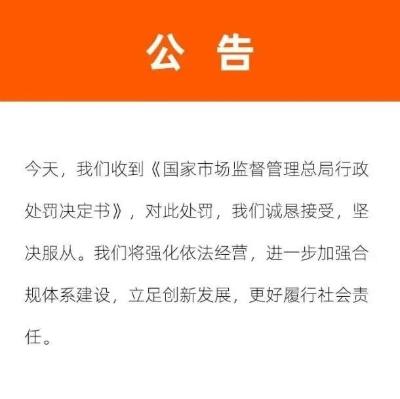 公 告
今天，我们收到《国家市场监督管理总局行政
处罚决定书》，对此处罚，我们诚恳接受，坚
决服从。我们将强化依法经营，进一步加强合
规体系建设，立足创新发展，更好履行社会责
任。